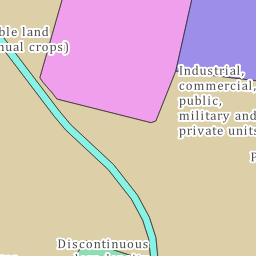 ble land
nual crops)
Industrial,
commercial,
public,
military and
private units
P
Discontinuous